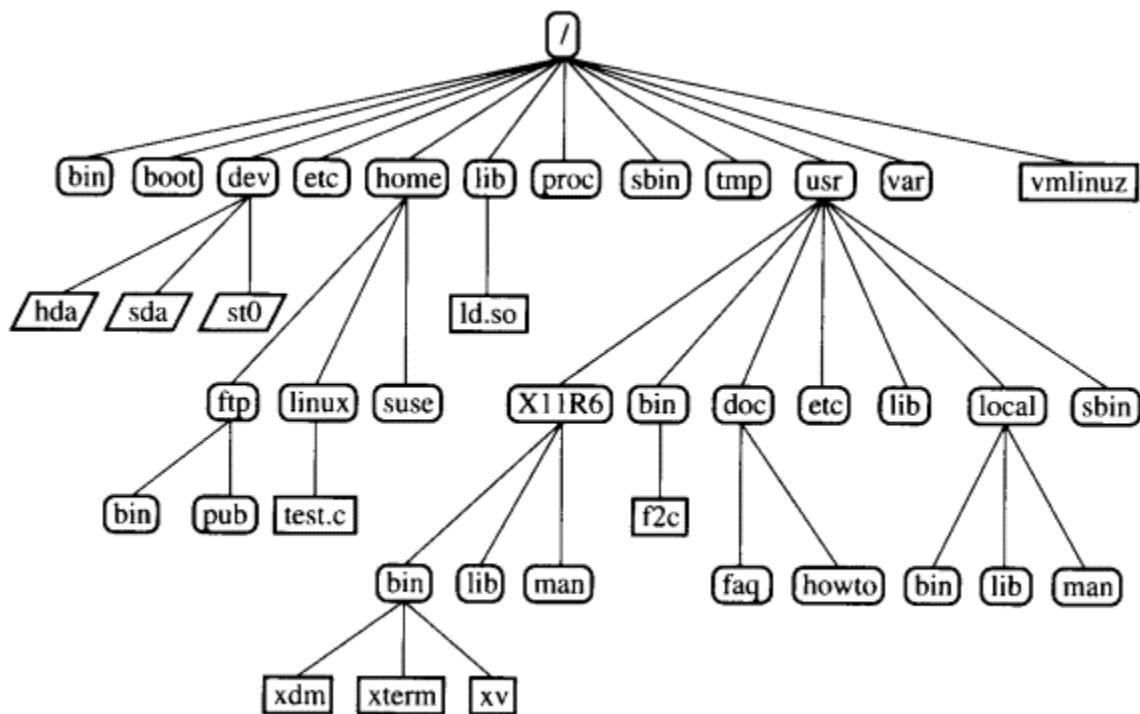 /
bin boot dev etc home lib proc sbin tmp usr var vmlinuz
hda sda st0 ld.so
ftp linux suse X11R6 bin doc etc lib local sbin
bin pub test.c f2c
bin lib man faq howto bin lib man
xdm xterm xv